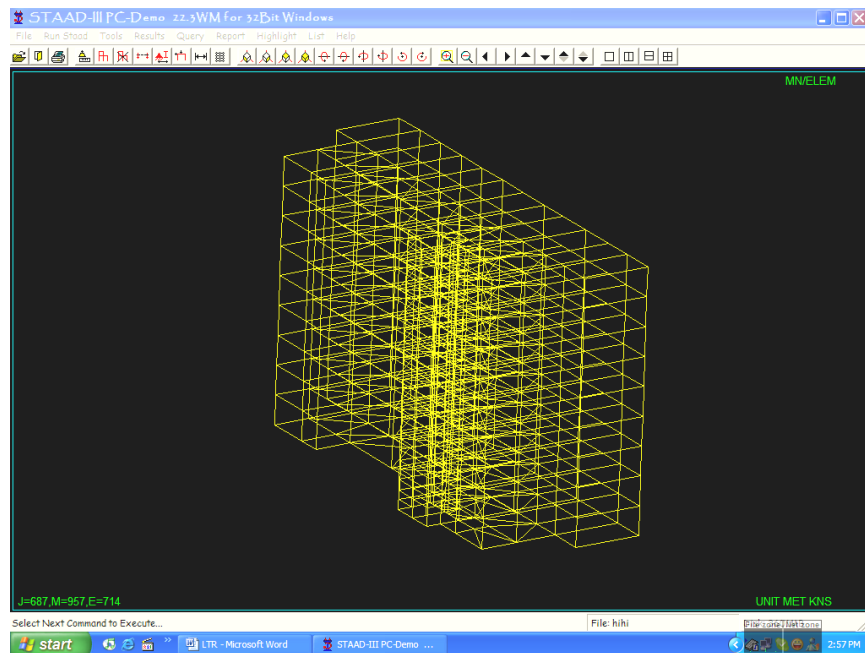 STAAD-III PC-Demo 22.3WM for 32Bit Windows
File Run Staad Tools Results Query Report Highlight List Help
MN/ELEM
J=687,M=957,E=714
UNIT MET KNS
Select Next Command to Execute...
File: hihi
start
LTR - Microsoft Word
STAAD-III PC-Demo ...
2:57 PM